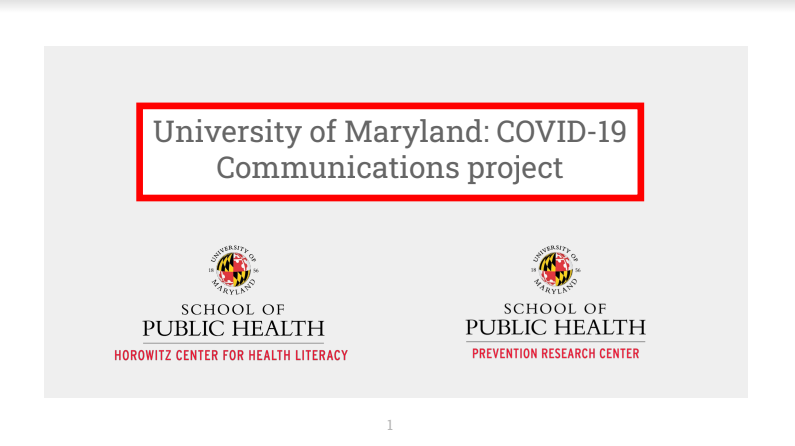 University of Maryland: COVID-19
Communications project
UNIVERSITY OF
18 56
MARYLAND
SCHOOL OF
PUBLIC HEALTH
HOROWITZ CENTER FOR HEALTH LITERACY
UNIVERSITY OF
18 56
MARYLAND
SCHOOL OF
PUBLIC HEALTH
PREVENTION RESEARCH CENTER
1